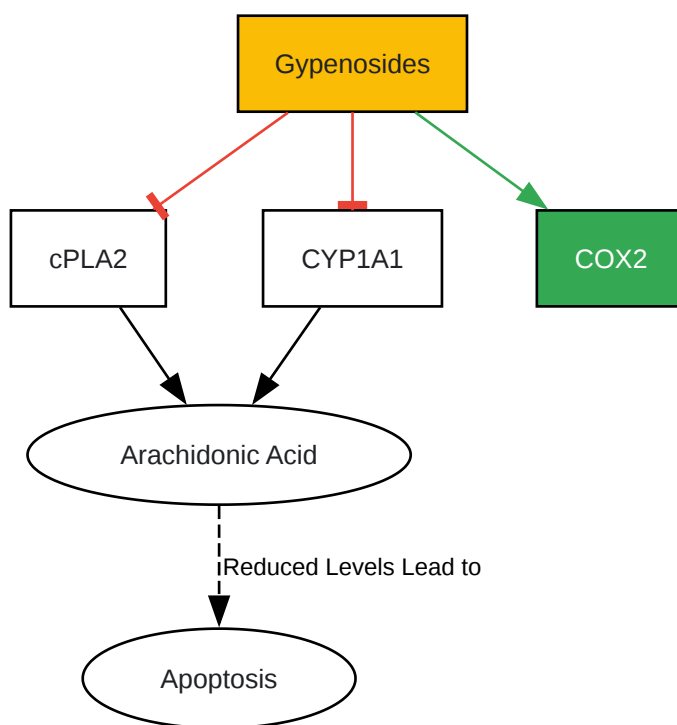 Gypenosides
cPLA2
CYP1A1
COX2
Arachidonic Acid
Reduced Levels Lead to
Apoptosis